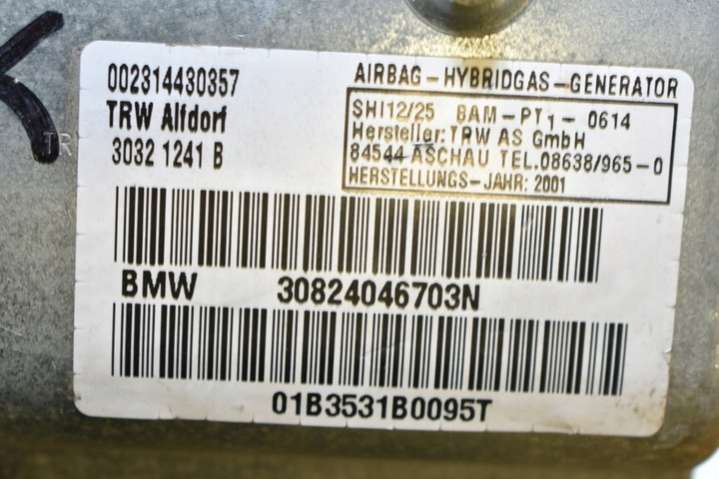 002314430357
TRW Alfdorf
3032 1241 B
AIRBAG-HYBRIDGAS-GENERATOR
SHI12/25 BAM-PT1-0614
Hersteller: TRW AS GmbH
84544 ASCHAU TEL.08638/965-0
HERSTELLUNGS-JAHR: 2001
BMW 30824046703N
01B3531B0095T